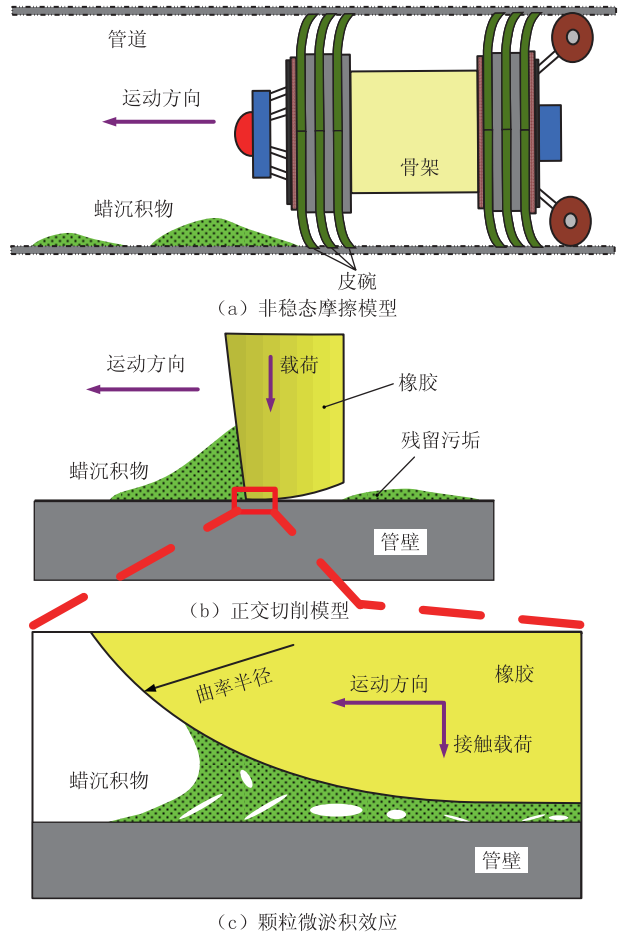 管道
运动方向
骨架
蜡沉积物
皮碗
（a）非稳态摩擦模型
运动方向
载荷
橡胶
残留污垢
蜡沉积物
管壁
（b）正交切削模型
曲率半径
橡胶
运动方向
接触载荷
蜡沉积物
管壁
（c）颗粒微淤积效应